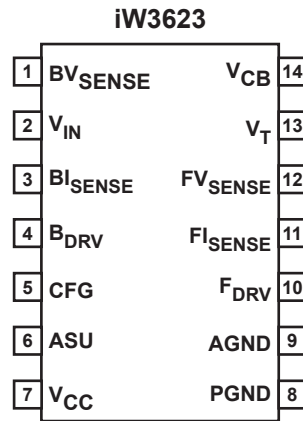 iW3623
1 BVSENSE VCB 14
2 VIN VT 13
3 BISENSE FVSENSE 12
4 BDRV FISENSE 11
5 CFG FDRV 10
6 ASU AGND 9
7 VCC PGND 8